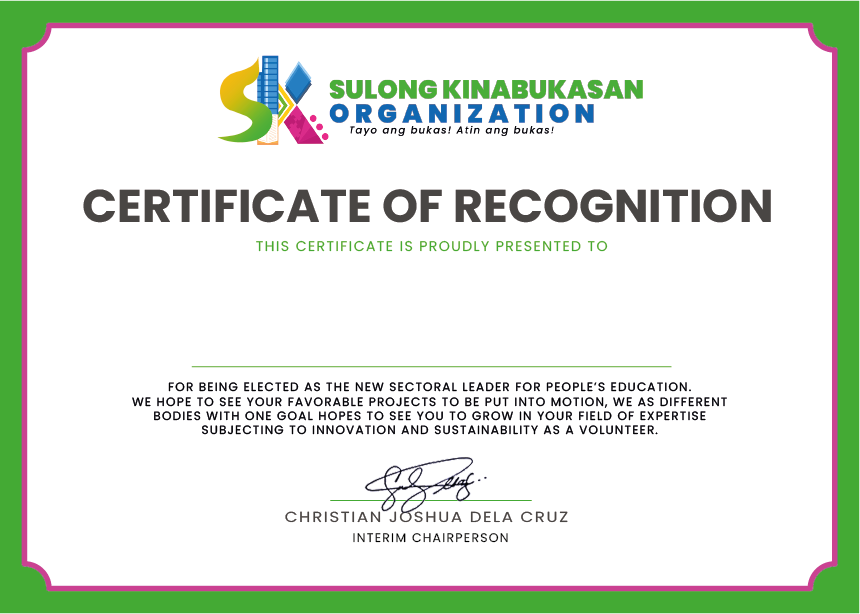 SK
SULONG KINABUKASAN
ORGANIZATION
Tayo ang bukas! Atin ang bukas!
CERTIFICATE OF RECOGNITION
THIS CERTIFICATE IS PROUDLY PRESENTED TO
FOR BEING ELECTED AS THE NEW SECTORAL LEADER FOR PEOPLE'S EDUCATION.
WE HOPE TO SEE YOUR FAVORABLE PROJECTS TO BE PUT INTO MOTION, WE AS DIFFERENT
BODIES WITH ONE GOAL HOPES TO SEE YOU TO GROW IN YOUR FIELD OF EXPERTISE
SUBJECTING TO INNOVATION AND SUSTAINABILITY AS A VOLUNTEER.
CHRISTIAN JOSHUA DELA CRUZ
INTERIM CHAIRPERSON